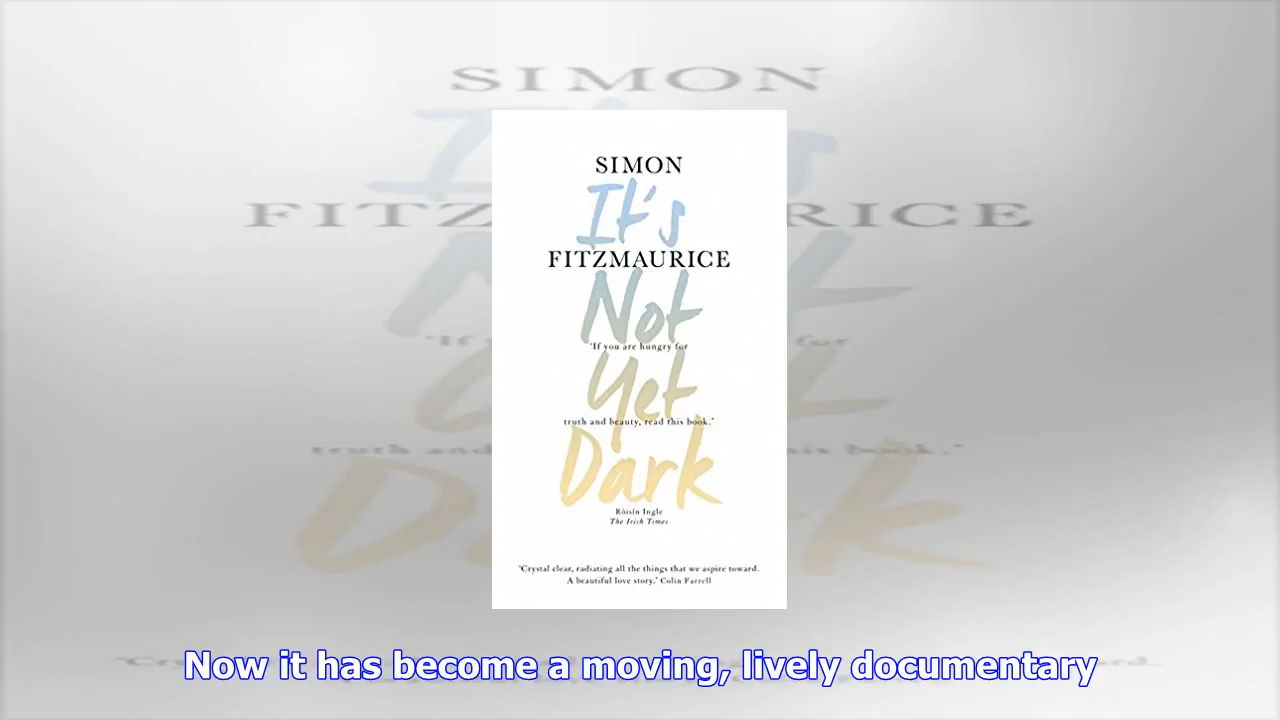 SIMON
It's
FITZMAURICE
Not
'If you are hungry for
Yet
truth and beauty, read this book.'
Dark
Róisín Ingle
The Irish Times
'Crystal clear, radiating all the things that we aspire toward.
A beautiful love story.' Colin Farrell
Now it has become a moving, lively documentary